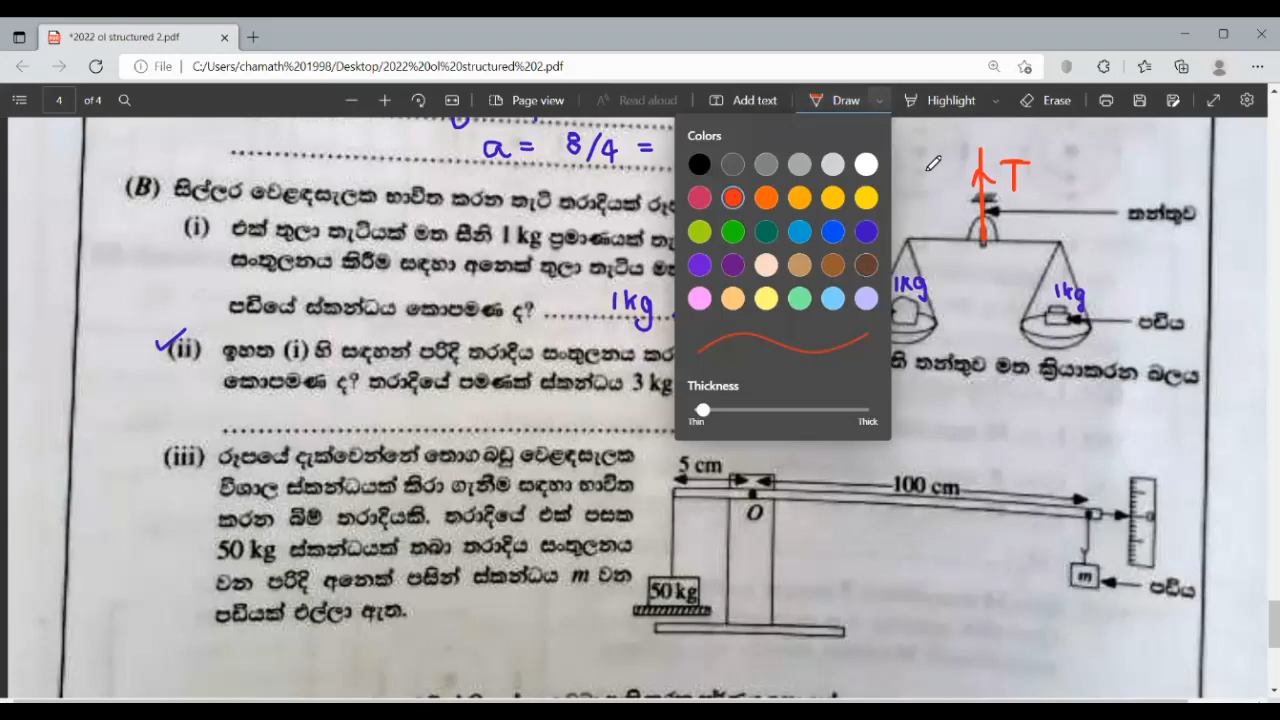 *2022 ol structured 2.pdf
File
C:/Users/chamath%201998/Desktop/2022%20ol%20structured%202.pdf
4 of 4
Page view
Read aloud
Add text
Draw
Highlight
Erase
Colors
Thickness
Thin
Thick
a = 8/4 =
(B) සිල්ලර වෙළඳසැලක භාවිත කරන තැටි තරාදියක් රූප
(i) එක් තුලා තැටියක් මත සීනි 1 kg ප්‍රමාණයක් තැ
සංතුලනය කිරීම සඳහා අනෙක් තුලා තැටිය මත
පඩියේ ස්කන්ධය කොපමණ ද? 1kg
T
තන්තුව
1kg
1kg
පඩිය
(ii) ඉහත (i) හි සඳහන් පරිදි තරාදිය සංතුලනය කර
ති තන්තුව මත ක්‍රියාකරන බලය
කොපමණ ද? තරාදියේ පමණක් ස්කන්ධය 3 kg
(iii) රූපයේ දැක්වෙන්නේ තොග බඩු වෙළඳසැලක
විශාල ස්කන්ධයක් කිරා ගැනීම සඳහා භාවිත
කරන බිම් තරාදියකි. තරාදියේ එක් පසක
50 kg ස්කන්ධයක් තබා තරාදිය සංතුලනය
වන පරිදි අනෙක් පසින් ස්කන්ධය m වන
පඩියක් එල්ලා ඇත.
5 cm
100 cm
O
0
50 kg
m
පඩිය